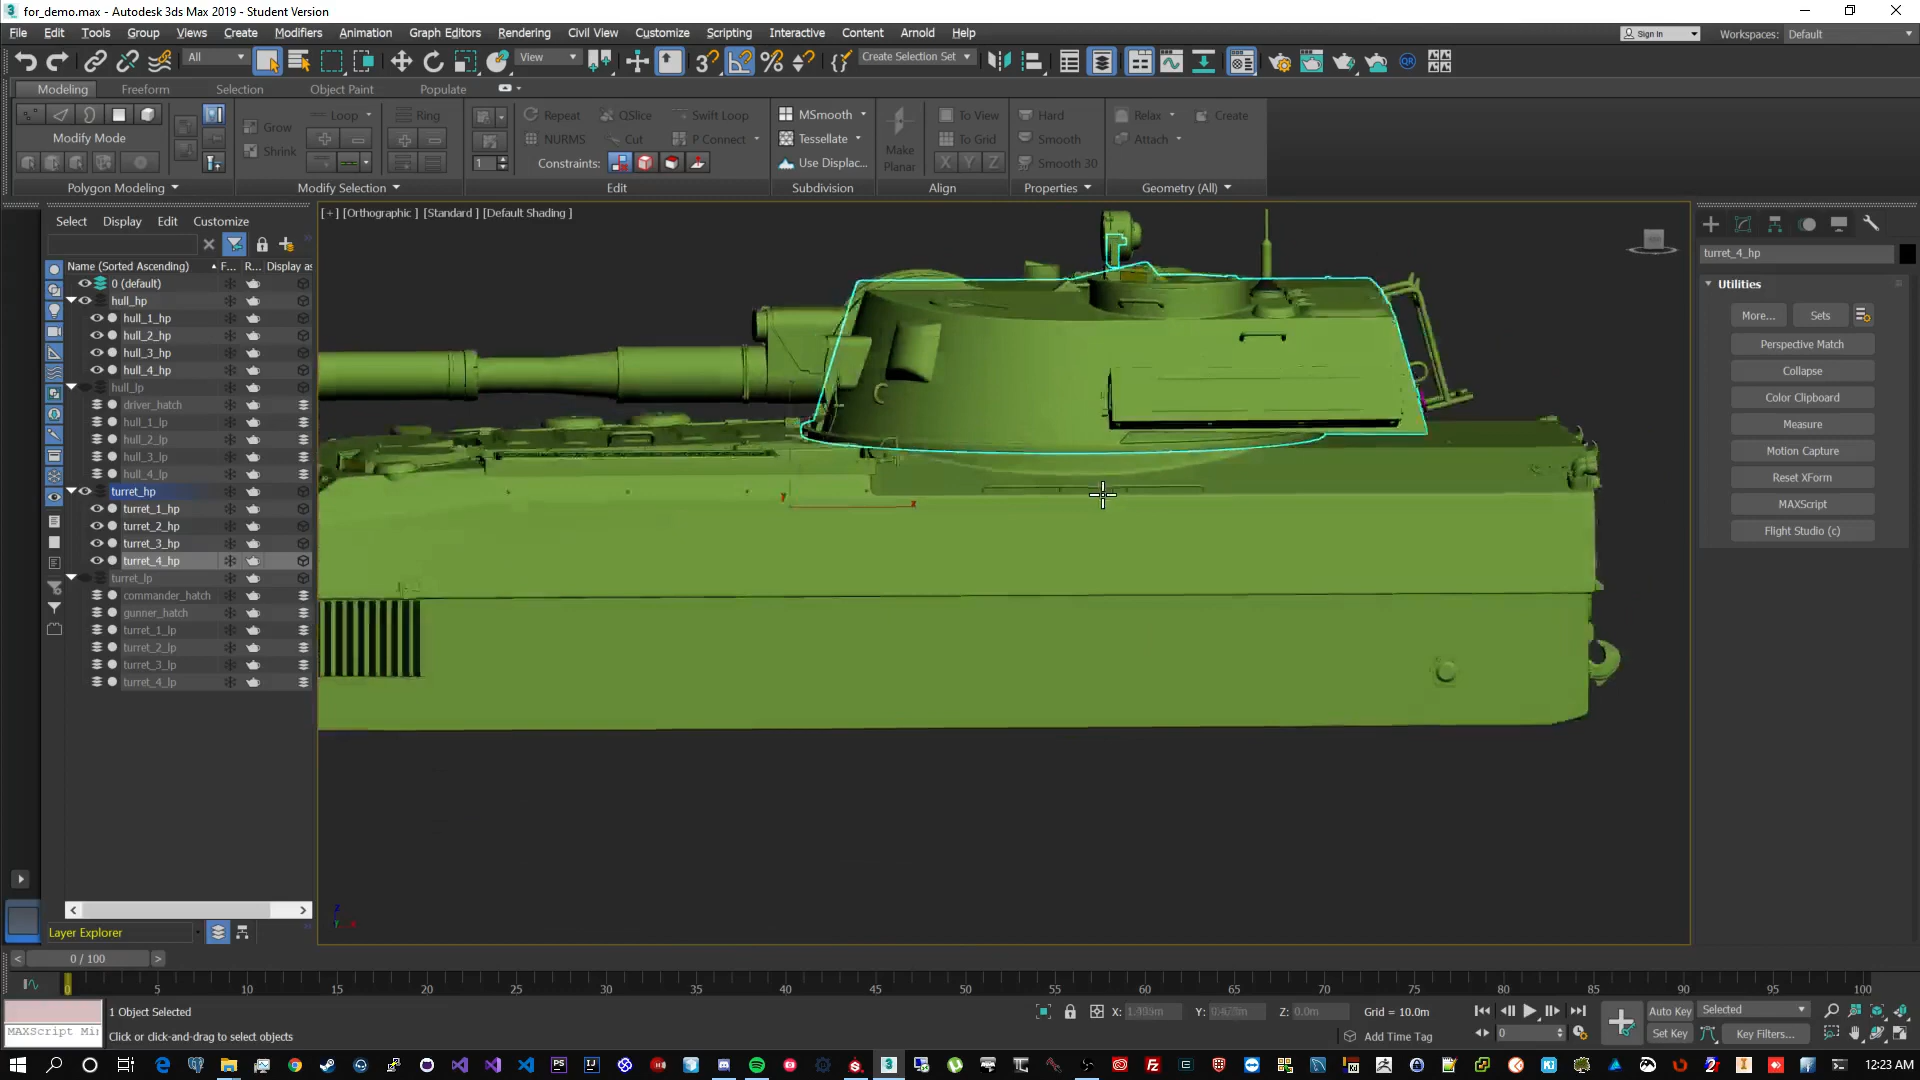 for_demo.max - Autodesk 3ds Max 2019 - Student Version
File Edit Tools Group Views Create Modifiers Animation Graph Editors Rendering Civil View Customize Scripting Interactive Content Arnold Help
Sign In
Workspaces: Default
All
View
Create Selection Set
Modeling Freeform Selection Object Paint Populate
Loop Ring Repeat QSlice Swift Loop MSmooth To View Hard Relax Create
Modify Mode Grow NURMS Cut P Connect Tessellate To Grid Smooth Attach
Shrink 1 Constraints: Use Displac... Make Planar X Y Z Smooth 30
Polygon Modeling Modify Selection Edit Subdivision Align Properties Geometry (All)
Select Display Edit Customize
[+] [Orthographic ] [Standard ] [Default Shading ]
Name (Sorted Ascending) F... R... Display as
0 (default)
hull_hp
hull_1_hp
hull_2_hp
hull_3_hp
hull_4_hp
hull_lp
driver_hatch
hull_1_lp
hull_2_lp
hull_3_lp
hull_4_lp
turret_hp
turret_1_hp
turret_2_hp
turret_3_hp
turret_4_hp
turret_lp
commander_hatch
gunner_hatch
turret_1_lp
turret_2_lp
turret_3_lp
turret_4_lp
turret_4_hp
Utilities
More... Sets
Perspective Match
Collapse
Color Clipboard
Measure
Motion Capture
Reset XForm
MAXScript
Flight Studio (c)
Layer Explorer
0 / 100
0 5 10 15 20 25 30 35 40 45 50 55 60 65 70 75 80 85 90 95 100
1 Object Selected
X: Y: Z: 0.0m Grid = 10.0m
Auto Key Selected
MAXScript Mi
Click or click-and-drag to select objects
Add Time Tag
0
Set Key Key Filters...
12:23 AM